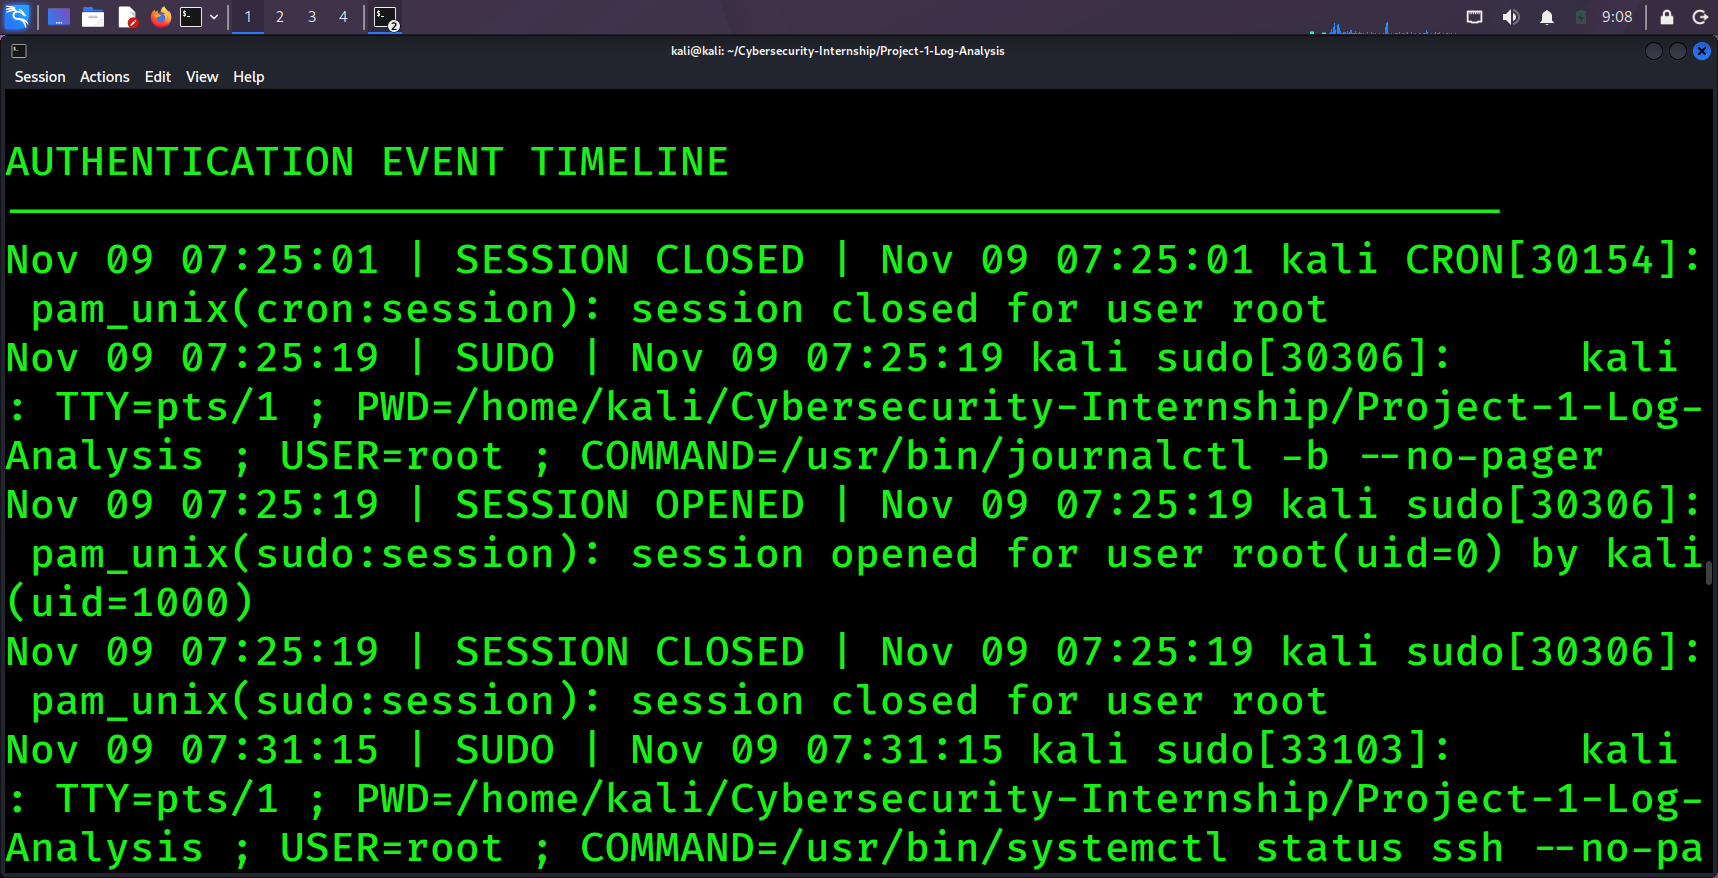 1 2 3 4 2 9:08
kali@kali: ~/Cybersecurity-Internship/Project-1-Log-Analysis
Session Actions Edit View Help
AUTHENTICATION EVENT TIMELINE
Nov 09 07:25:01 | SESSION CLOSED | Nov 09 07:25:01 kali CRON[30154]:
pam_unix(cron:session): session closed for user root
Nov 09 07:25:19 | SUDO | Nov 09 07:25:19 kali sudo[30306]:     kali
: TTY=pts/1 ; PWD=/home/kali/Cybersecurity-Internship/Project-1-Log-
Analysis ; USER=root ; COMMAND=/usr/bin/journalctl -b --no-pager
Nov 09 07:25:19 | SESSION OPENED | Nov 09 07:25:19 kali sudo[30306]:
pam_unix(sudo:session): session opened for user root(uid=0) by kali
(uid=1000)
Nov 09 07:25:19 | SESSION CLOSED | Nov 09 07:25:19 kali sudo[30306]:
pam_unix(sudo:session): session closed for user root
Nov 09 07:31:15 | SUDO | Nov 09 07:31:15 kali sudo[33103]:     kali
: TTY=pts/1 ; PWD=/home/kali/Cybersecurity-Internship/Project-1-Log-
Analysis ; USER=root ; COMMAND=/usr/bin/systemctl status ssh --no-pa